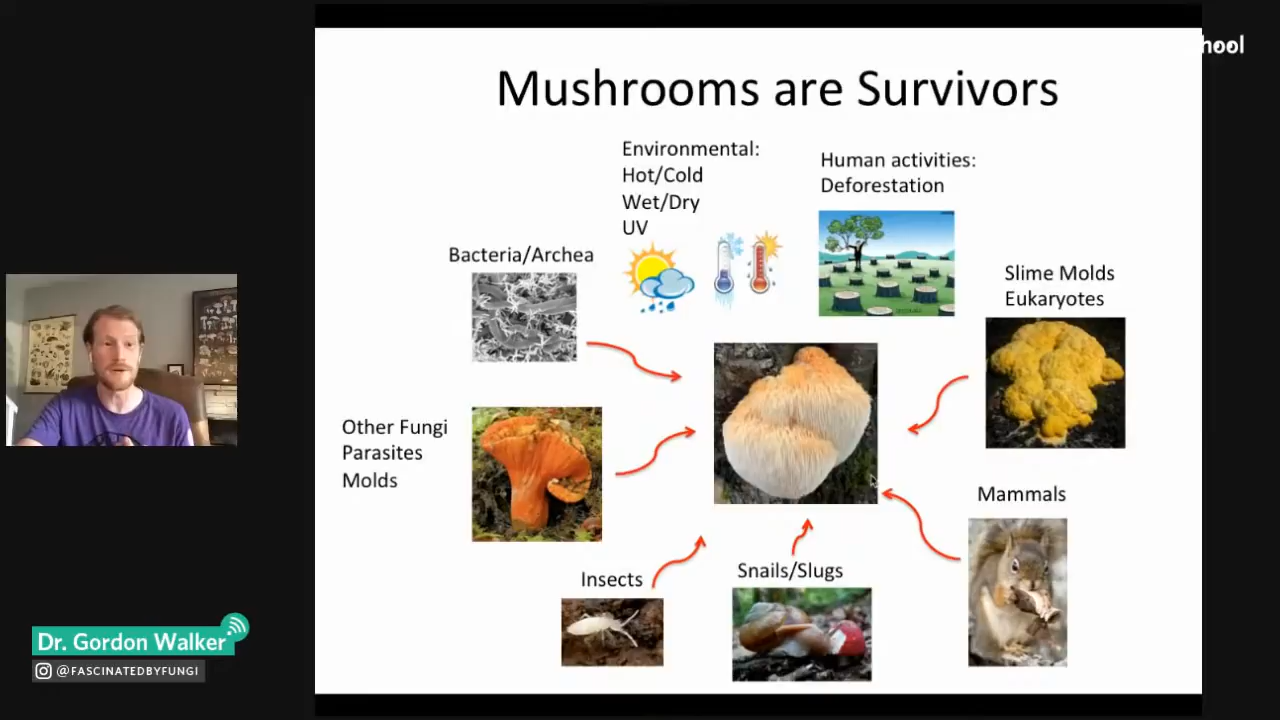 hool
Mushrooms are Survivors
Environmental:
Hot/Cold
Wet/Dry
UV
Human activities:
Deforestation
Bacteria/Archea
Slime Molds
Eukaryotes
Other Fungi
Parasites
Molds
Mammals
Insects
Snails/Slugs
Dr. Gordon Walker
@FASCINATEDBYFUNGI